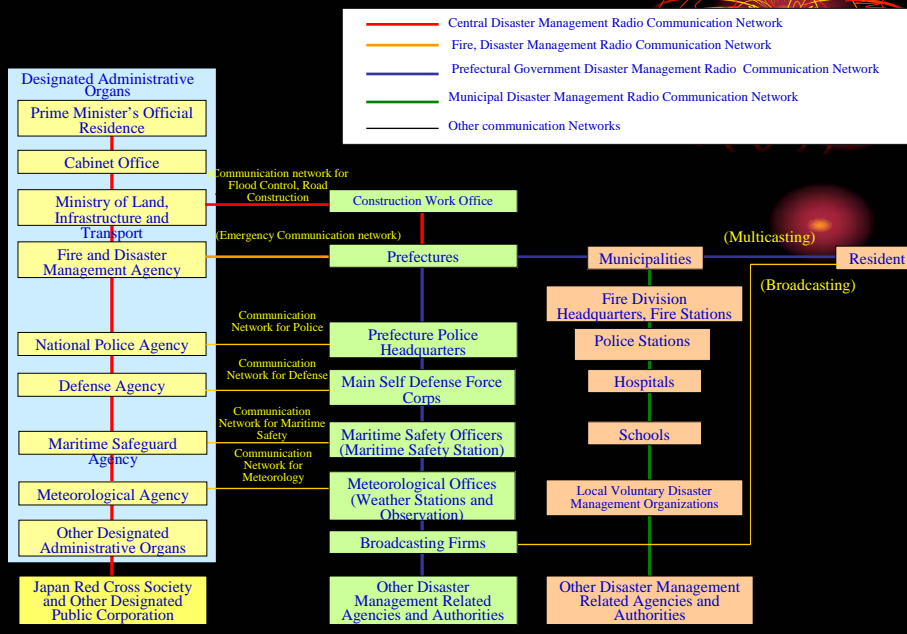 Central Disaster Management Radio Communication Network
Fire, Disaster Management Radio Communication Network
Prefectural Government Disaster Management Radio Communication Network
Municipal Disaster Management Radio Communication Network
Other communication Networks
Designated Administrative
Organs
Prime Minister's Official
Residence
Cabinet Office
Ministry of Land,
Infrastructure and
Transport
Fire and Disaster
Management Agency
National Police Agency
Defense Agency
Maritime Safeguard
Agency
Meteorological Agency
Other Designated
Administrative Organs
Japan Red Cross Society
and Other Designated
Public Corporation
Communication network for
Flood Control, Road
Construction
(Emergency Communication network)
Communication
Network for Police
Communication
Network for Defense
Communication
Network for Maritime
Safety
Communication
Network for
Meteorology
Construction Work Office
Prefectures
Prefecture Police
Headquarters
Main Self Defense Force
Corps
Maritime Safety Officers
(Maritime Safety Station)
Meteorological Offices
(Weather Stations and
Observation)
Broadcasting Firms
Other Disaster
Management Related
Agencies and Authorities
Municipalities
Fire Division
Headquarters, Fire Stations
Police Stations
Hospitals
Schools
Local Voluntary Disaster
Management Organizations
Other Disaster Management
Related Agencies and
Authorities
(Multicasting)
Resident
(Broadcasting)